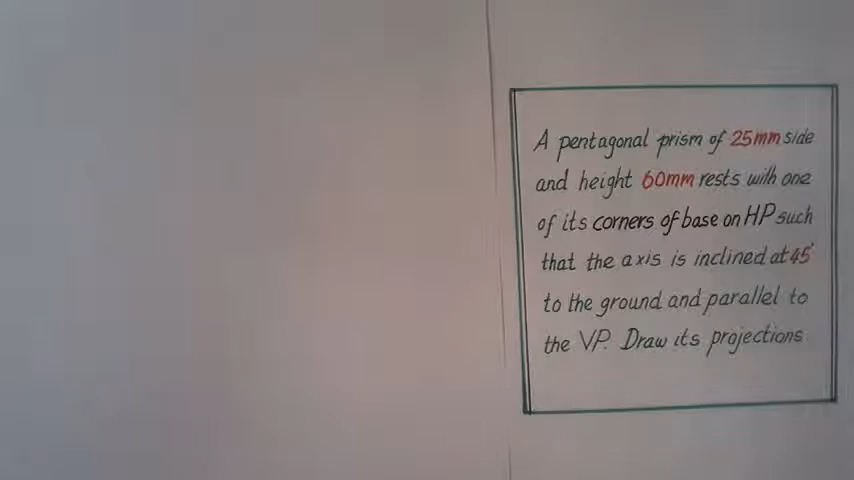 A pentagonal prism of 25mm side
and height 60mm rests with one
of its corners of base on HP such
that the axis is inclined at 45°
to the ground and parallel to
the VP. Draw its projections